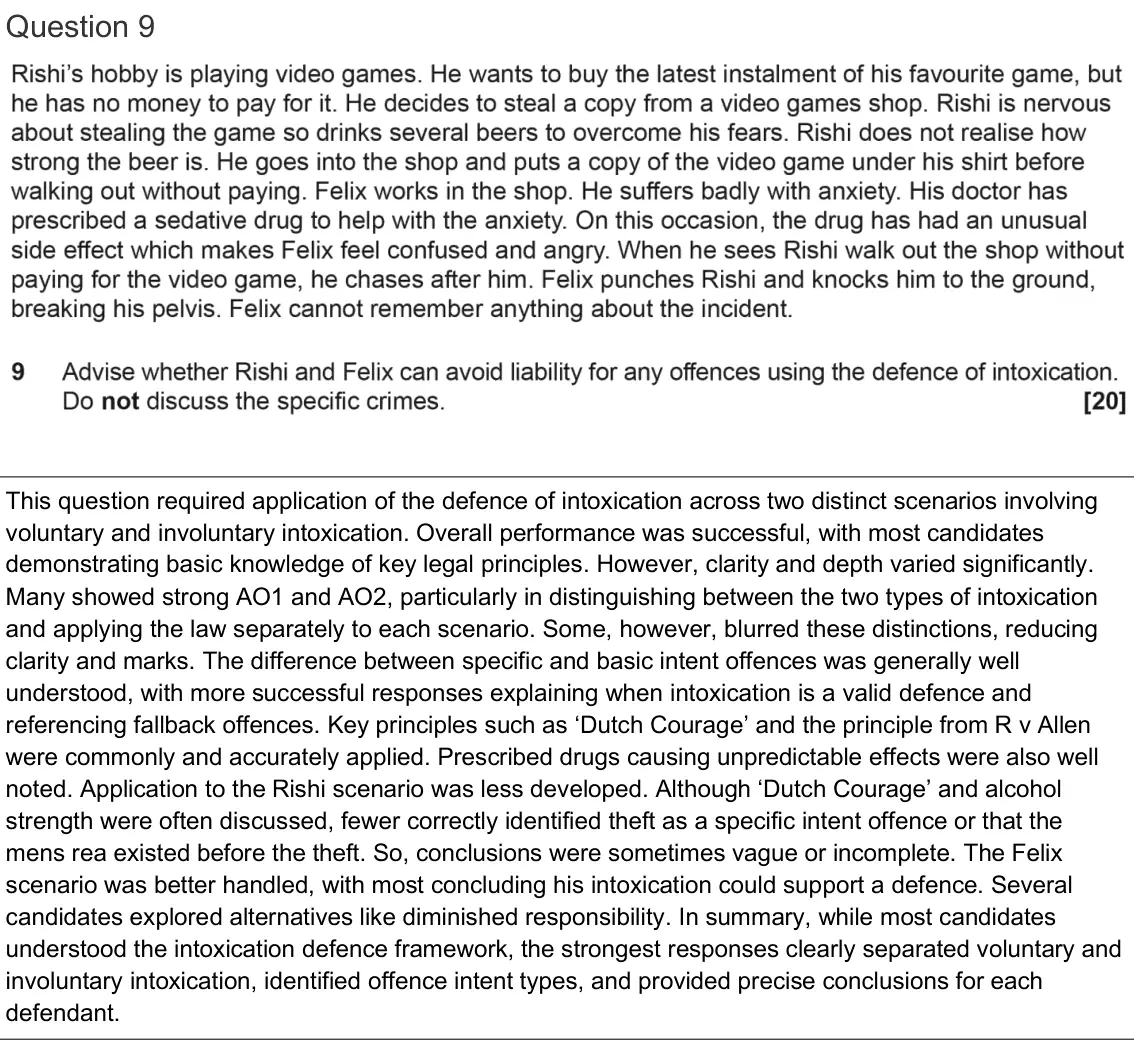 Question 9
Rishi’s hobby is playing video games. He wants to buy the latest instalment of his favourite game, but
he has no money to pay for it. He decides to steal a copy from a video games shop. Rishi is nervous
about stealing the game so drinks several beers to overcome his fears. Rishi does not realise how
strong the beer is. He goes into the shop and puts a copy of the video game under his shirt before
walking out without paying. Felix works in the shop. He suffers badly with anxiety. His doctor has
prescribed a sedative drug to help with the anxiety. On this occasion, the drug has had an unusual
side effect which makes Felix feel confused and angry. When he sees Rishi walk out the shop without
paying for the video game, he chases after him. Felix punches Rishi and knocks him to the ground,
breaking his pelvis. Felix cannot remember anything about the incident.
9 Advise whether Rishi and Felix can avoid liability for any offences using the defence of intoxication.
Do not discuss the specific crimes. [20]
This question required application of the defence of intoxication across two distinct scenarios involving
voluntary and involuntary intoxication. Overall performance was successful, with most candidates
demonstrating basic knowledge of key legal principles. However, clarity and depth varied significantly.
Many showed strong AO1 and AO2, particularly in distinguishing between the two types of intoxication
and applying the law separately to each scenario. Some, however, blurred these distinctions, reducing
clarity and marks. The difference between specific and basic intent offences was generally well
understood, with more successful responses explaining when intoxication is a valid defence and
referencing fallback offences. Key principles such as ‘Dutch Courage’ and the principle from R v Allen
were commonly and accurately applied. Prescribed drugs causing unpredictable effects were also well
noted. Application to the Rishi scenario was less developed. Although ‘Dutch Courage’ and alcohol
strength were often discussed, fewer correctly identified theft as a specific intent offence or that the
mens rea existed before the theft. So, conclusions were sometimes vague or incomplete. The Felix
scenario was better handled, with most concluding his intoxication could support a defence. Several
candidates explored alternatives like diminished responsibility. In summary, while most candidates
understood the intoxication defence framework, the strongest responses clearly separated voluntary and
involuntary intoxication, identified offence intent types, and provided precise conclusions for each
defendant.